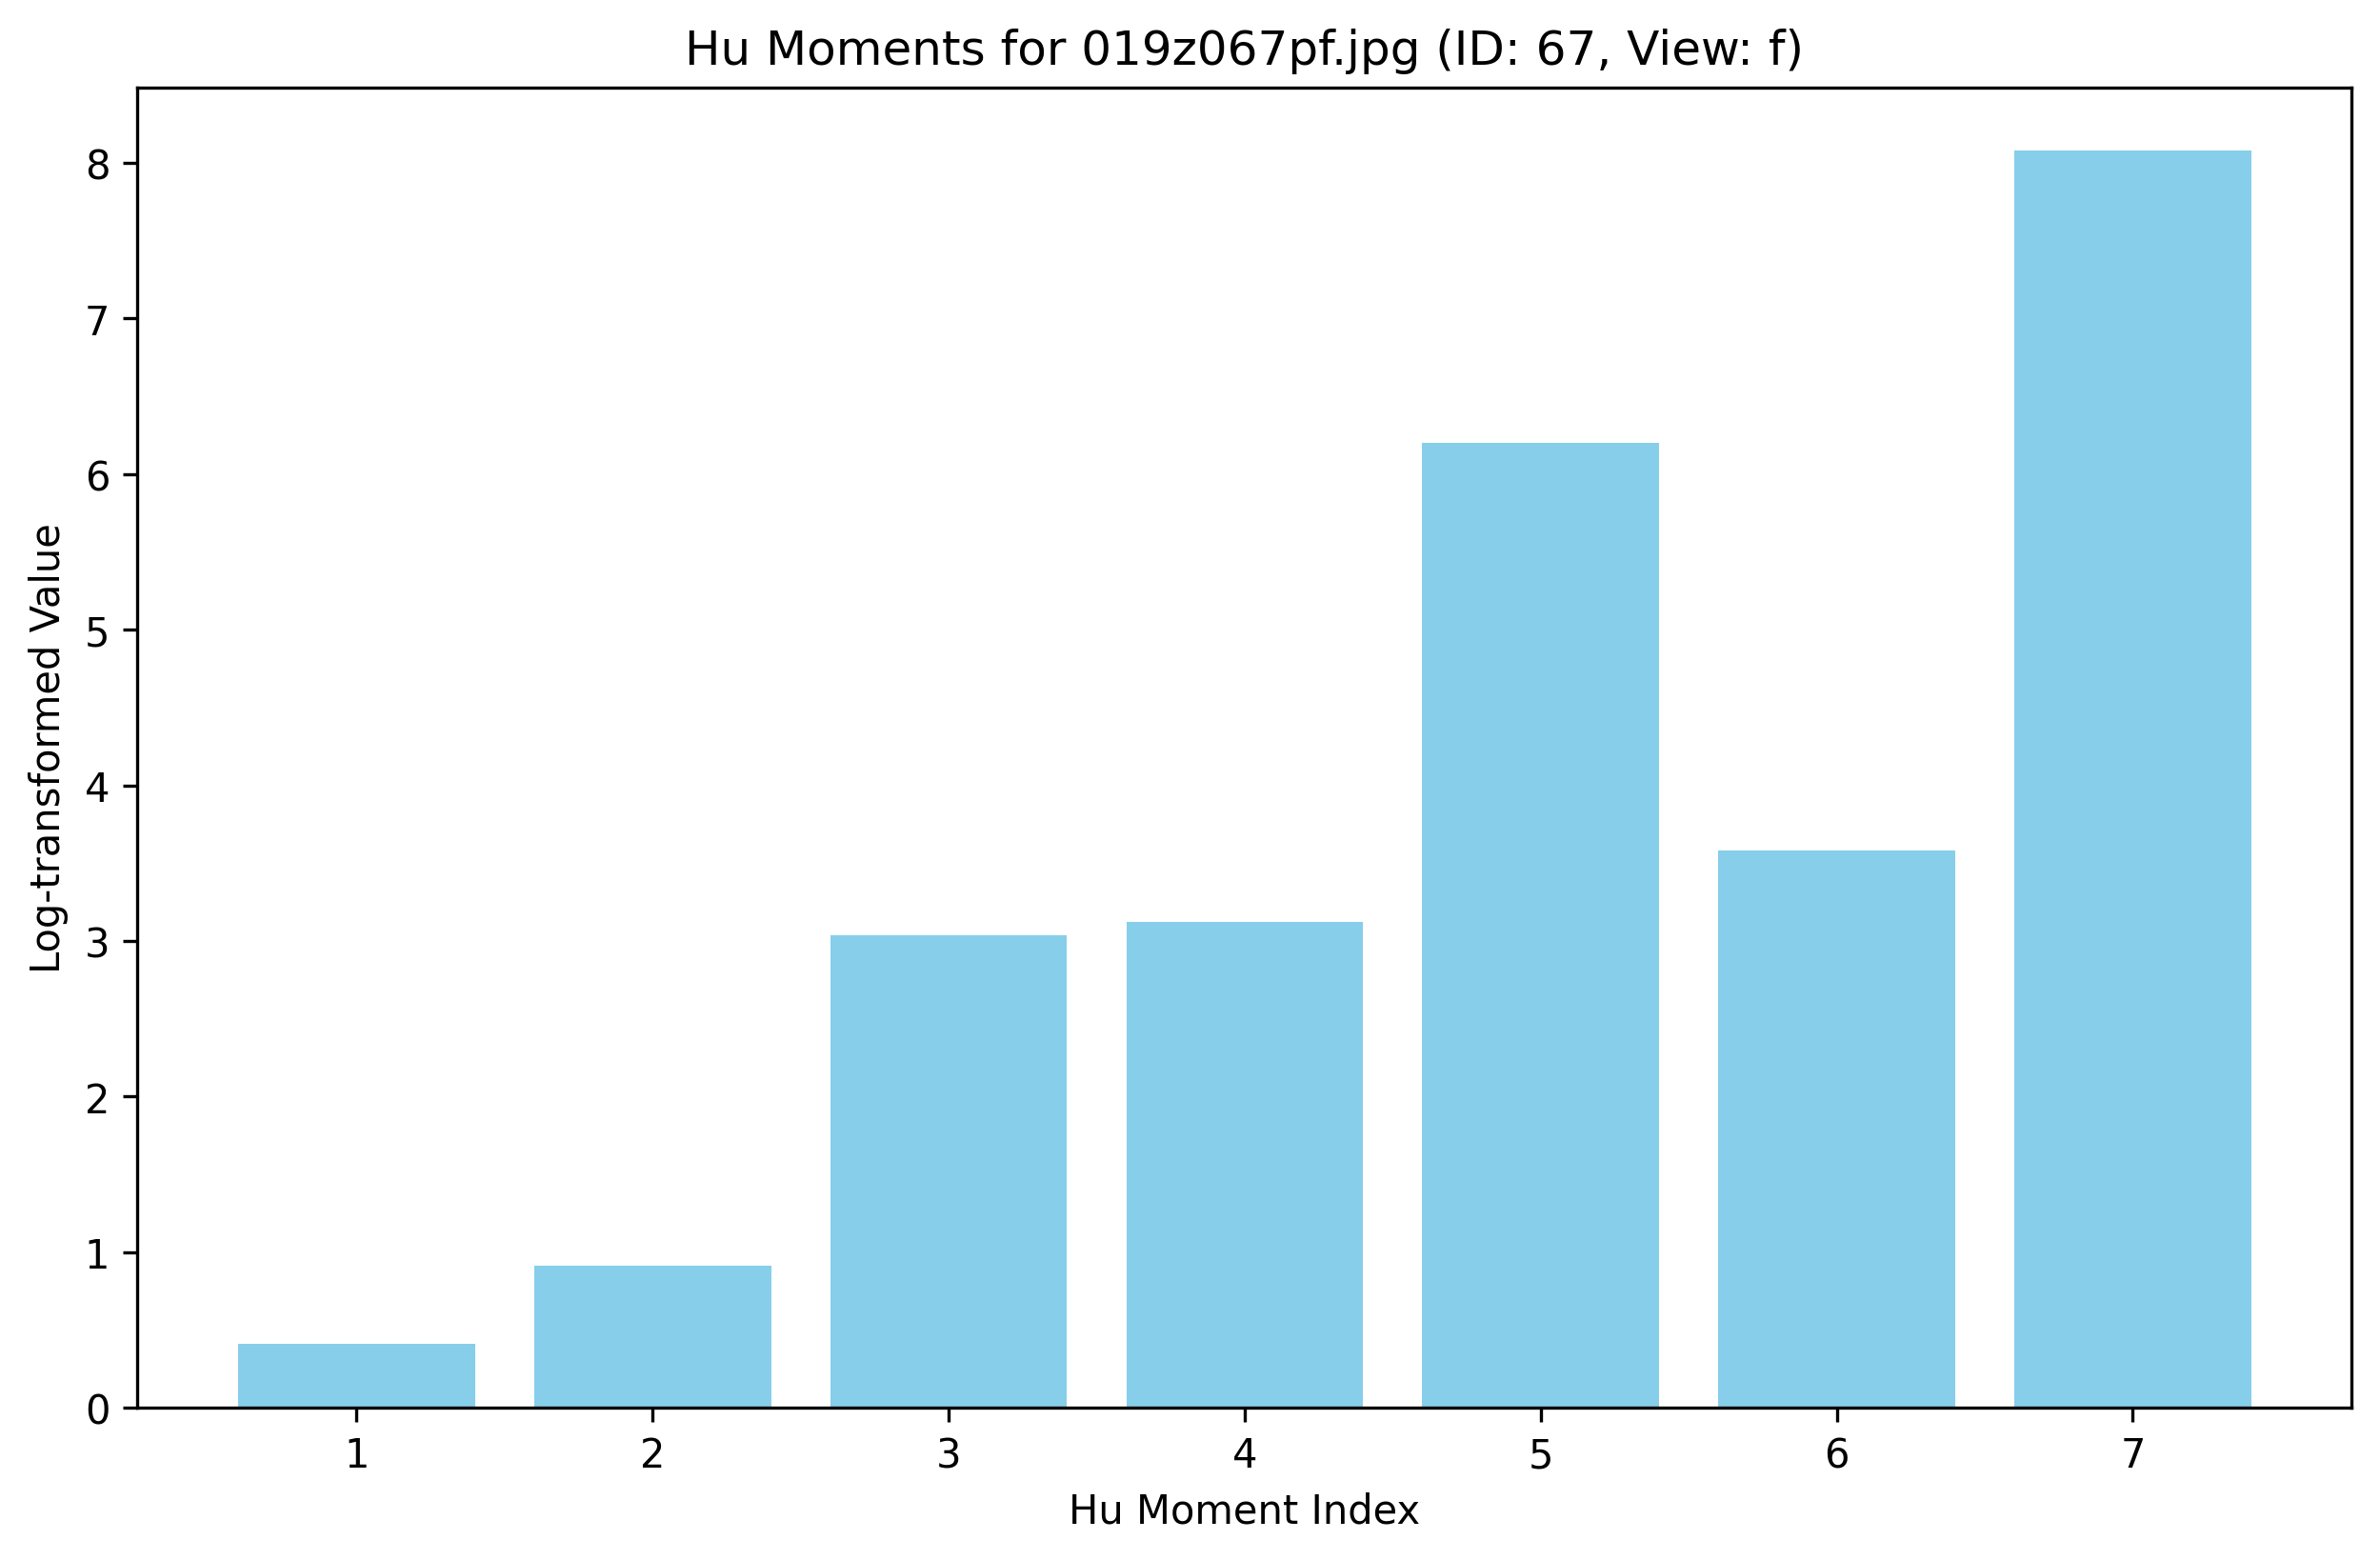 Hu Moments for 019z067pf.jpg (ID: 67, View: f)
8
7
6
5
4
3
2
1
0
Log-transformed Value
1 2 3 4 5 6 7
Hu Moment Index